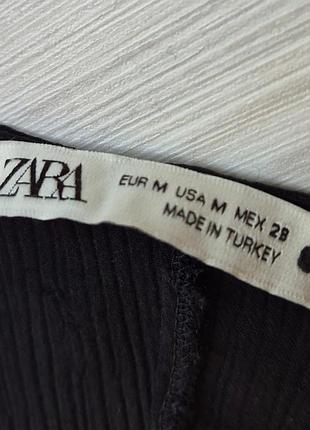 ZARA
EUR M USA M MEX 28
MADE IN TURKEY